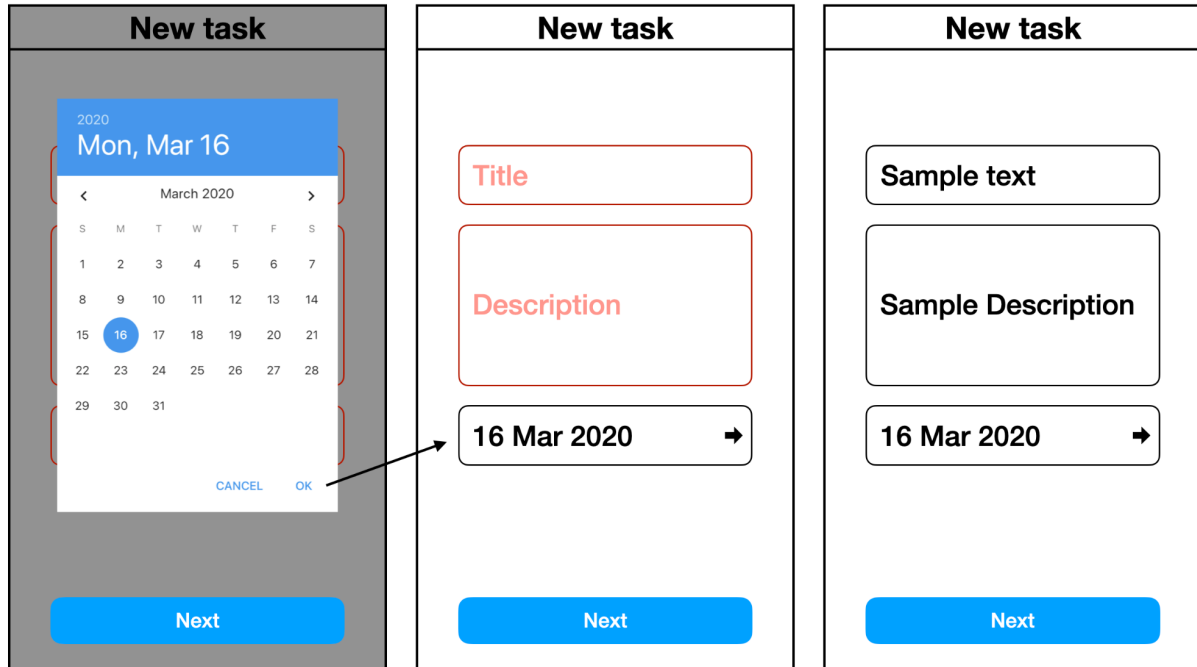 New task
2020
Mon, Mar 16
March 2020
S M T W T F S
1 2 3 4 5 6 7
8 9 10 11 12 13 14
15 16 17 18 19 20 21
22 23 24 25 26 27 28
29 30 31
CANCEL OK
Next
New task
Title
Description
16 Mar 2020
Next
New task
Sample text
Sample Description
16 Mar 2020
Next